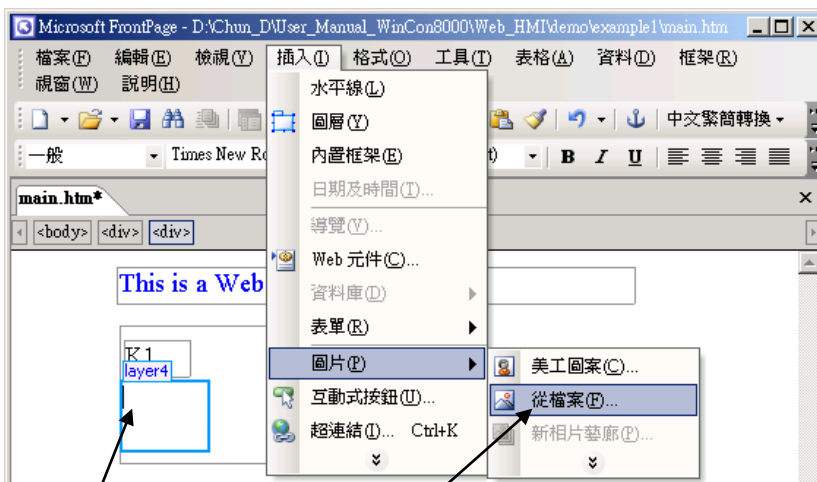 Microsoft FrontPage - D:\Chun_D\User_Manual_WinCon8000\Web_HMI\demo\example1\main.htm
檔案(F) 編輯(E) 檢視(V) 插入(I) 格式(O) 工具(T) 表格(A) 資料(D) 框架(R)
視窗(W) 說明(H)
中文繁簡轉換
一般 Times New Ro t) B I U
main.htm*
<body> <div> <div>
This is a Web
K1
layer4
水平線(L)
圖層(Y)
內置框架(E)
日期及時間(T)...
導覽(V)...
Web 元件(C)...
資料庫(D)
表單(R)
圖片(P)
互動式按鈕(U)...
超連結(I)... Ctrl+K
美工圖案(C)...
從檔案(F)...
新相片藝廊(P)...